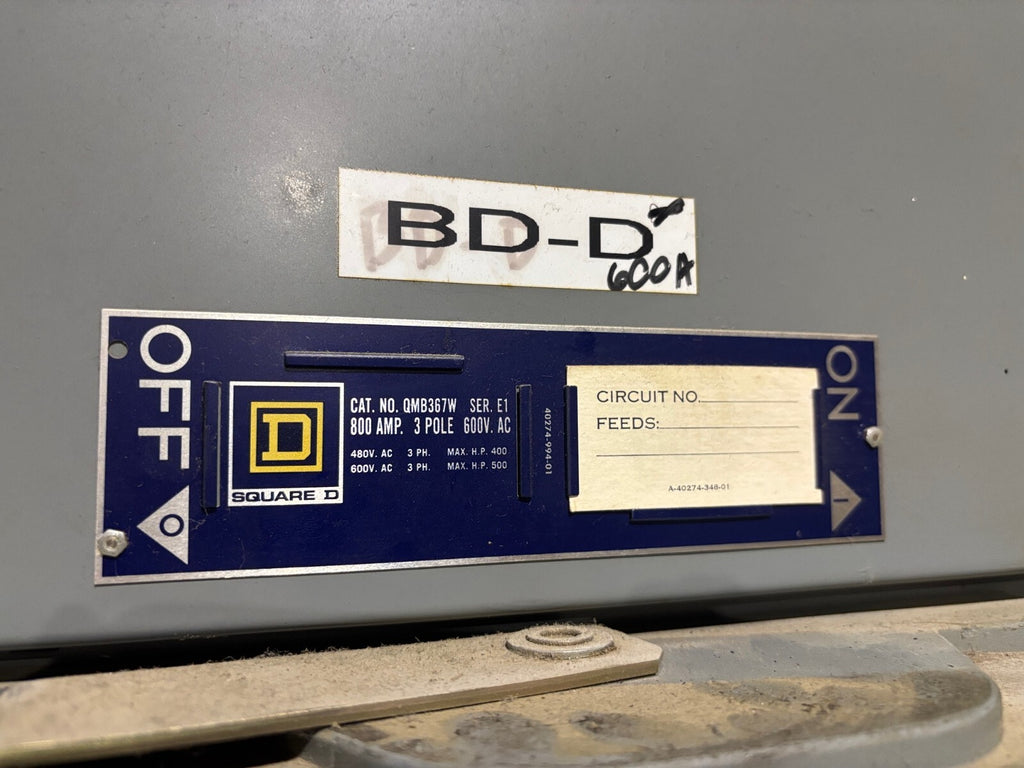 BD-D
600A
OFF
O
D
SQUARE D
CAT. NO. QMB367W SER. E1
800 AMP. 3 POLE 600V. AC
480V. AC 3 PH. MAX. H.P. 400
600V. AC 3 PH. MAX. H.P. 500
40274-994-01
CIRCUIT NO.
FEEDS:
A-40274-348-01
ON
I